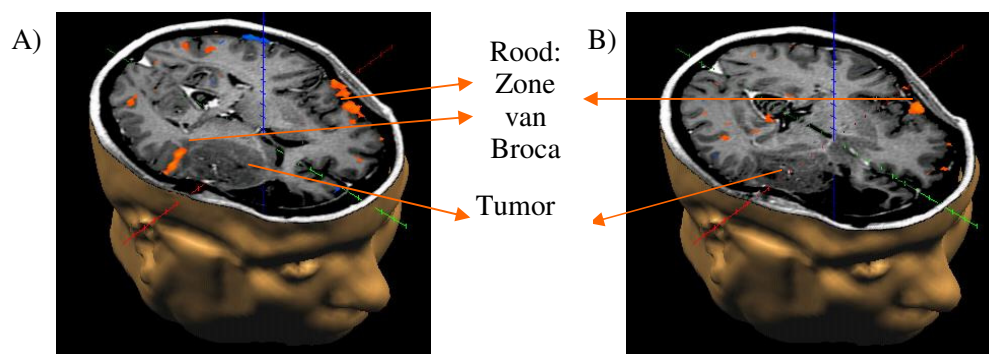 A)
Rood:
Zone
van
Broca
Tumor
B)